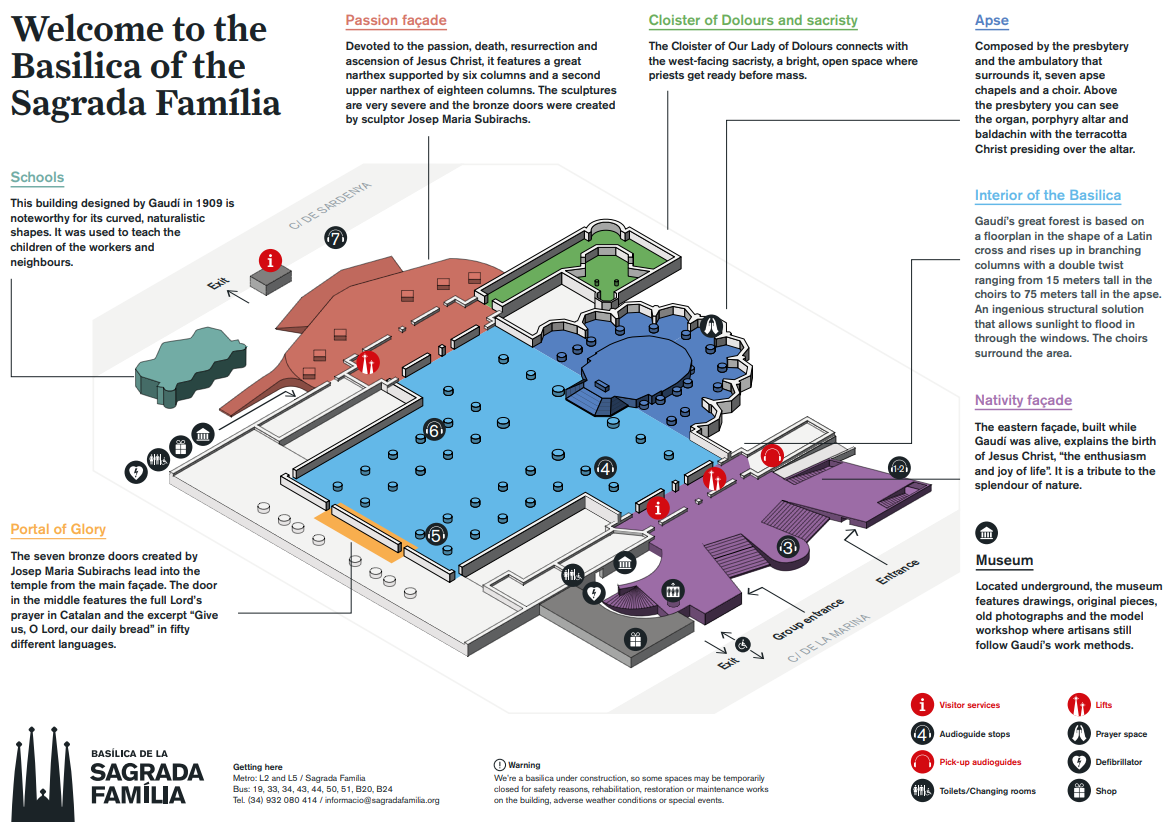 Welcome to the
Basilica of the
Sagrada Família
Passion façade
Devoted to the passion, death, resurrection and
ascension of Jesus Christ, it features a great
narthex supported by six columns and a second
upper narthex of eighteen columns. The sculptures
are very severe and the bronze doors were created
by sculptor Josep Maria Subirachs.
Cloister of Dolours and sacristy
The Cloister of Our Lady of Dolours connects with
the west-facing sacristy, a bright, open space where
priests get ready before mass.
Apse
Composed by the presbytery
and the ambulatory that
surrounds it, seven apse
chapels and a choir. Above
the presbytery you can see
the organ, porphyry altar and
baldachin with the terracotta
Christ presiding over the altar.
Schools
This building designed by Gaudí in 1909 is
noteworthy for its curved, naturalistic
shapes. It was used to teach the
children of the workers and
neighbours.
Interior of the Basilica
Gaudí's great forest is based on
a floorplan in the shape of a Latin
cross and rises up in branching
columns with a double twist
ranging from 15 meters tall in the
choirs to 75 meters tall in the apse.
An ingenious structural solution
that allows sunlight to flood in
through the windows. The choirs
surround the area.
Nativity façade
The eastern façade, built while
Gaudí was alive, explains the birth
of Jesus Christ, "the enthusiasm
and joy of life". It is a tribute to the
splendour of nature.
Portal of Glory
The seven bronze doors created by
Josep Maria Subirachs lead into the
temple from the main façade. The door
in the middle features the full Lord's
prayer in Catalan and the excerpt "Give
us, O Lord, our daily bread" in fifty
different languages.
Museum
Located underground, the museum
features drawings, original pieces,
old photographs and the model
workshop where artisans still
follow Gaudí's work methods.
C/ DE SARDENYA
7
i
Exit
6
4
5
i
1-2
3
Entrance
Group entrance
C/ DE LA MARINA
Exit
i Visitor services
4 Audioguide stops
Pick-up audioguides
Toilets/Changing rooms
Lifts
Prayer space
Defibrillator
Shop
BASÍLICA DE LA
SAGRADA
FAMÍLIA
Getting here
Metro: L2 and L5 / Sagrada Família
Bus: 19, 33, 34, 43, 44, 50, 51, B20, B24
Tel. (34) 932 080 414 / informacio@sagradafamilia.org
! Warning
We're a basilica under construction, so some spaces may be temporarily
closed for safety reasons, rehabilitation, restoration or maintenance works
on the building, adverse weather conditions or special events.